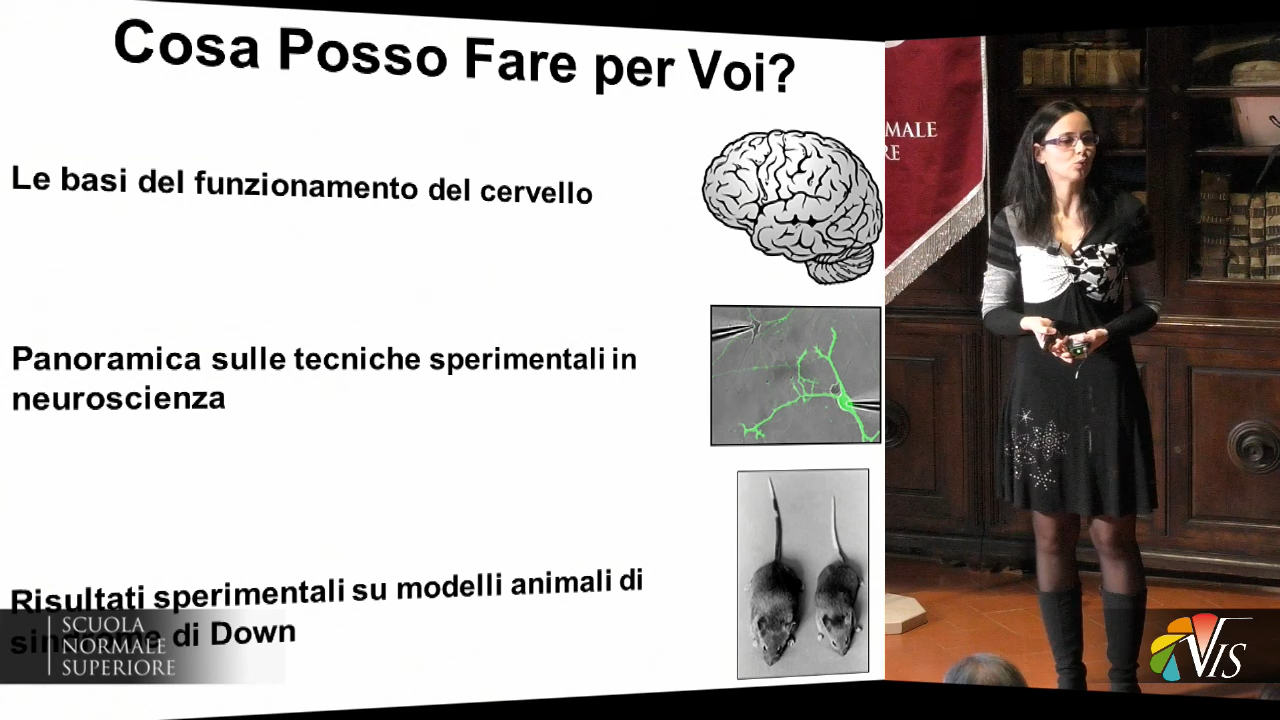 Cosa Posso Fare per Voi?
Le basi del funzionamento del cervello
Panoramica sulle tecniche sperimentali in
neuroscienza
Risultati sperimentali su modelli animali di
sindrome di Down
SCUOLA
NORMALE
SUPERIORE
MALE
RE
VIS